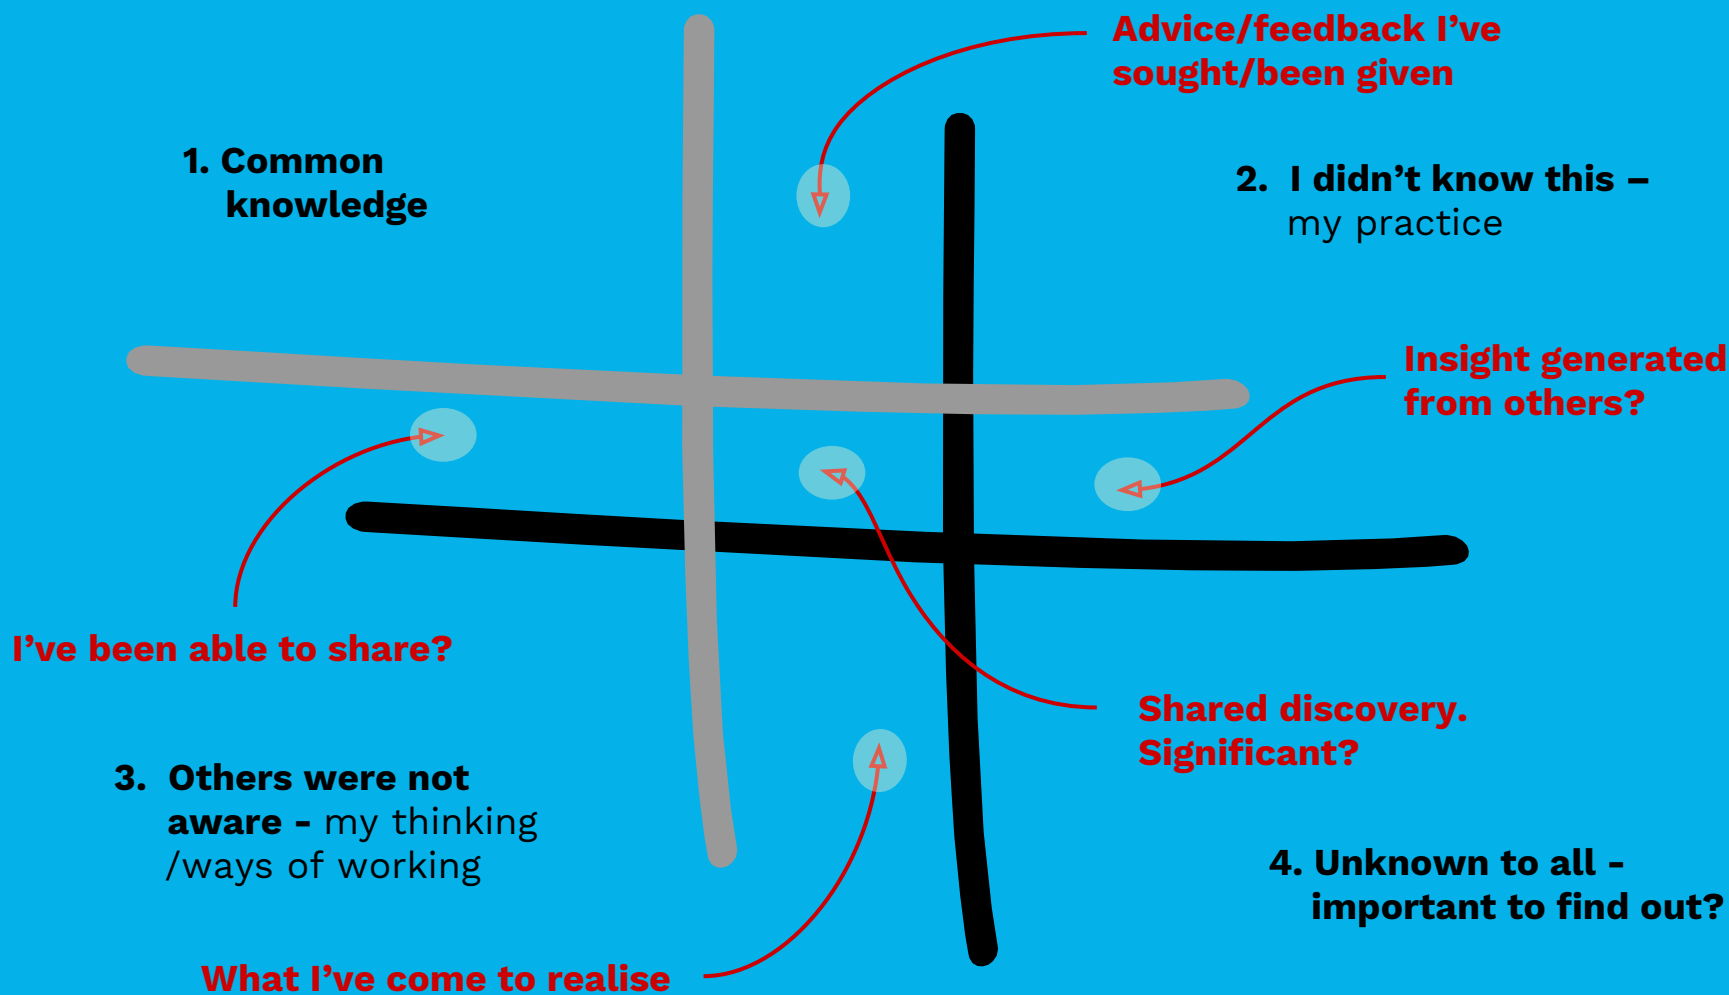 Advice/feedback I’ve
sought/been given
1. Common
knowledge
2. I didn’t know this –
my practice
Insight generated
from others?
I’ve been able to share?
Shared discovery.
Significant?
3. Others were not
aware - my thinking
/ways of working
4. Unknown to all -
important to find out?
What I’ve come to realise